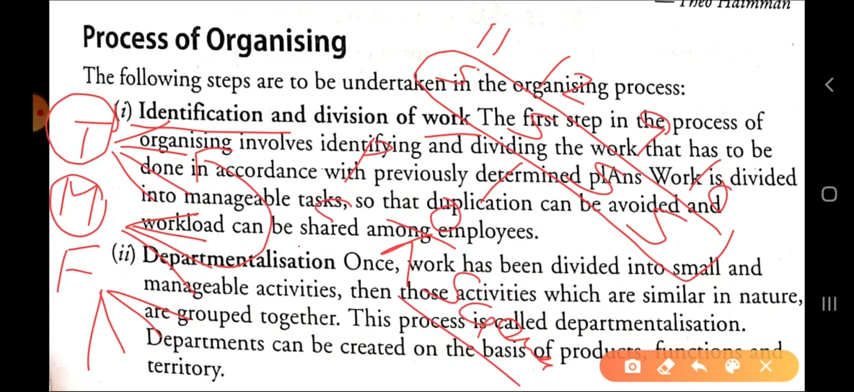 — Theo Haimman
Process of Organising
The following steps are to be undertaken in the organising process:
(i) Identification and division of work The first step in the process of
organising involves identifying and dividing the work that has to be
done in accordance with previously determined plAns Work is divided
into manageable tasks, so that duplication can be avoided and
workload can be shared among employees.
(ii) Departmentalisation Once, work has been divided into small and
manageable activities, then those activities which are similar in nature,
are grouped together. This process is called departmentalisation.
Departments can be created on the basis of products, functions and
territory.
T
M
F